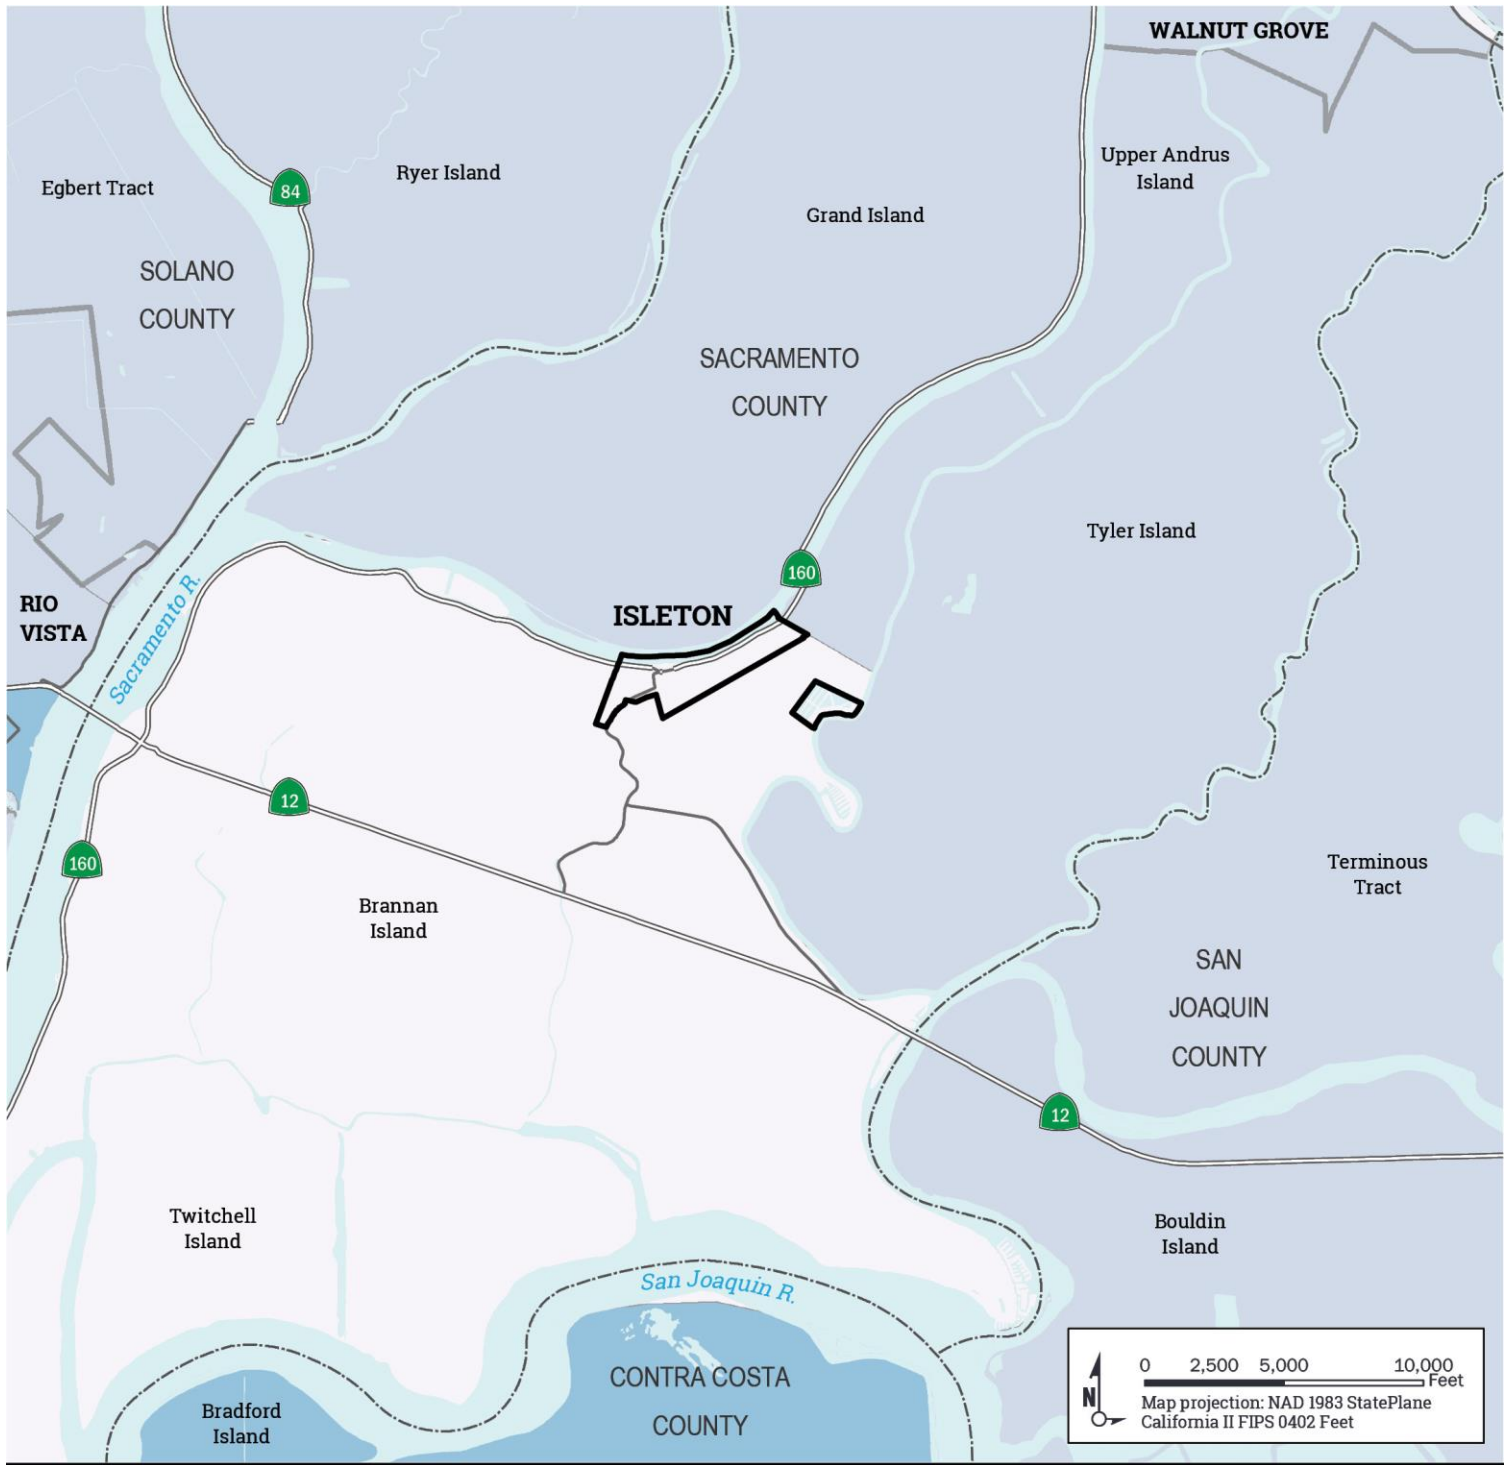 WALNUT GROVE
Upper Andrus
Island
Ryer Island
Egbert Tract
84
Grand Island
SOLANO
COUNTY
SACRAMENTO
COUNTY
Tyler Island
160
ISLETON
RIO
VISTA
Sacramento R.
12
160
Brannan
Island
Terminous
Tract
SAN
JOAQUIN
COUNTY
12
Twitchell
Island
Bouldin
Island
San Joaquin R.
CONTRA COSTA
COUNTY
Bradford
Island
N
0 2,500 5,000 10,000
Feet
Map projection: NAD 1983 StatePlane
California II FIPS 0402 Feet